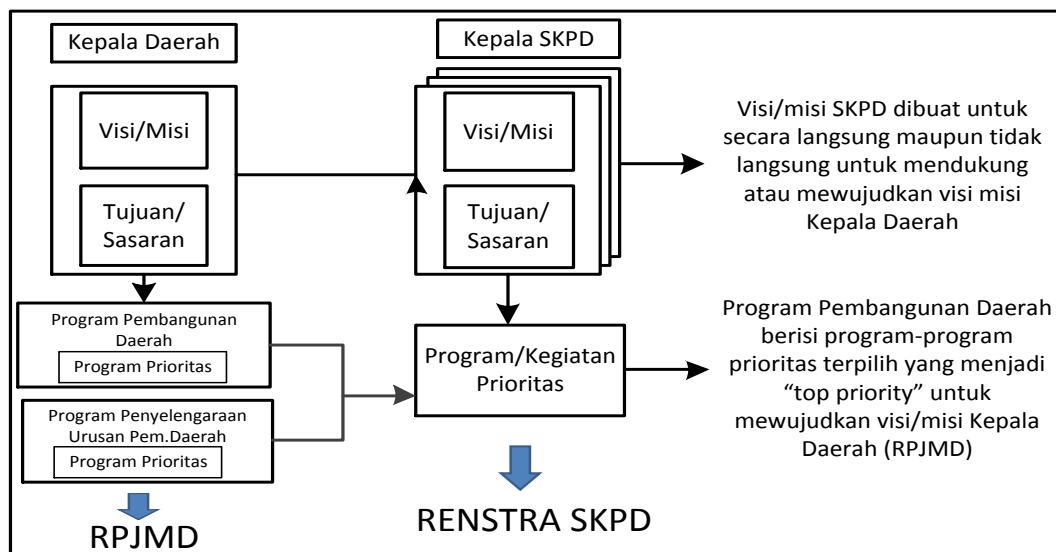 Kepala Daerah
Visi/Misi
Tujuan/
Sasaran
Program Pembangunan
Daerah
Program Prioritas
Program Penyelengaraan
Urusan Pem.Daerah
Program Prioritas
RPJMD
Kepala SKPD
Visi/Misi
Tujuan/
Sasaran
Program/Kegiatan
Prioritas
RENSTRA SKPD
Visi/misi SKPD dibuat untuk
secara langsung maupun tidak
langsung untuk mendukung
atau mewujudkan visi misi
Kepala Daerah
Program Pembangunan Daerah
berisi program-program
prioritas terpilih yang menjadi
“top priority” untuk
mewujudkan visi/misi Kepala
Daerah (RPJMD)